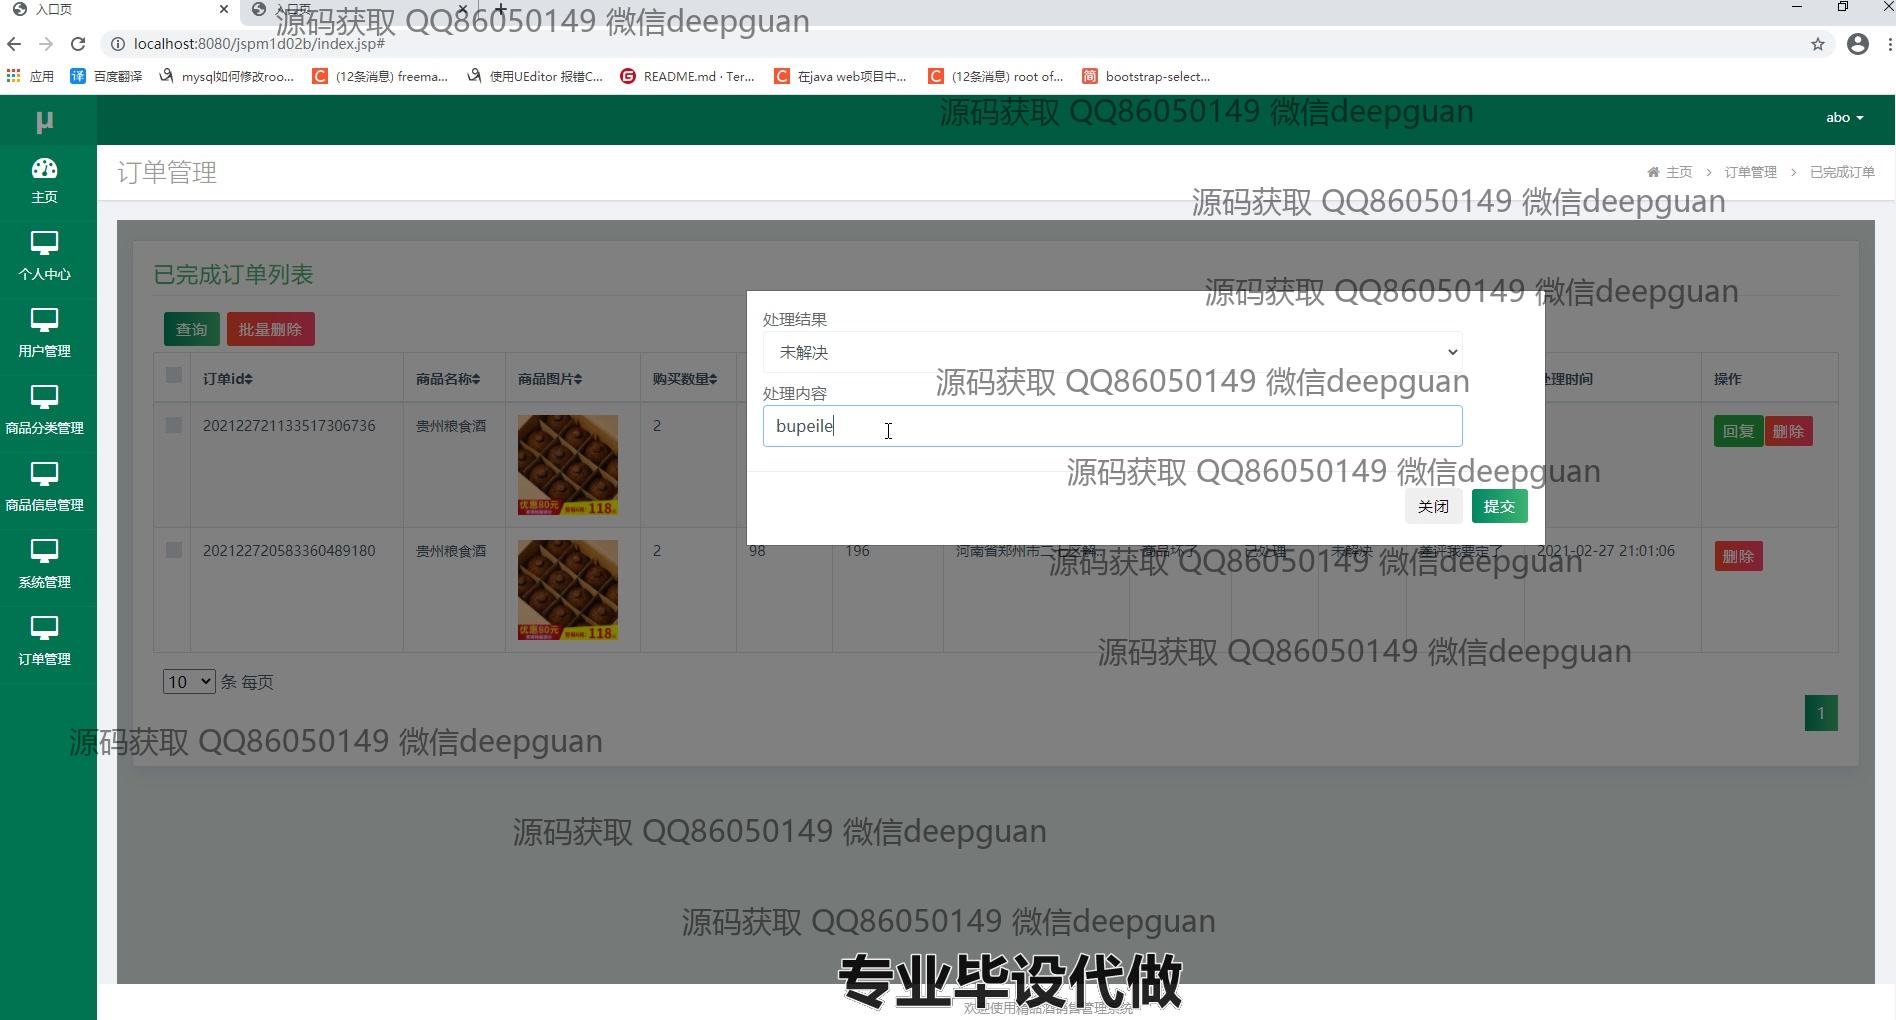 入口页
入口页
源码获取 QQ86050149 微信deepguan
localhost:8080/jspm1d02b/index.jsp#
应用
百度翻译
mysql如何修改roo...
(12条消息) freema...
使用UEditor 报错C...
README.md · Ter...
在java web项目中...
(12条消息) root of...
bootstrap-select...
源码获取 QQ86050149 微信deepguan
µ
abo
主页
订单管理
主页 > 订单管理 > 已完成订单
源码获取 QQ86050149 微信deepguan
个人中心
已完成订单列表
源码获取 QQ86050149 微信deepguan
处理结果
查询 批量删除
用户管理
未解决
订单id 商品名称 商品图片 购买数量 处理时间 操作
源码获取 QQ86050149 微信deepguan
处理内容
商品分类管理
202122721133517306736 贵州粮食酒 2 bupeile 回复 删除
优惠80元 118
源码获取 QQ86050149 微信deepguan
商品信息管理
关闭 提交
202122720583360489180 贵州粮食酒 2 98 196 河南省郑州市二七区解... 商品坏了 已处理 未解决 差评我要定了 2021-02-27 21:01:06 删除
优惠80元 118
源码获取 QQ86050149 微信deepguan
系统管理
源码获取 QQ86050149 微信deepguan
订单管理
10 条 每页
1
源码获取 QQ86050149 微信deepguan
源码获取 QQ86050149 微信deepguan
源码获取 QQ86050149 微信deepguan
专业毕设代做
欢迎使用精品酒销售管理系统